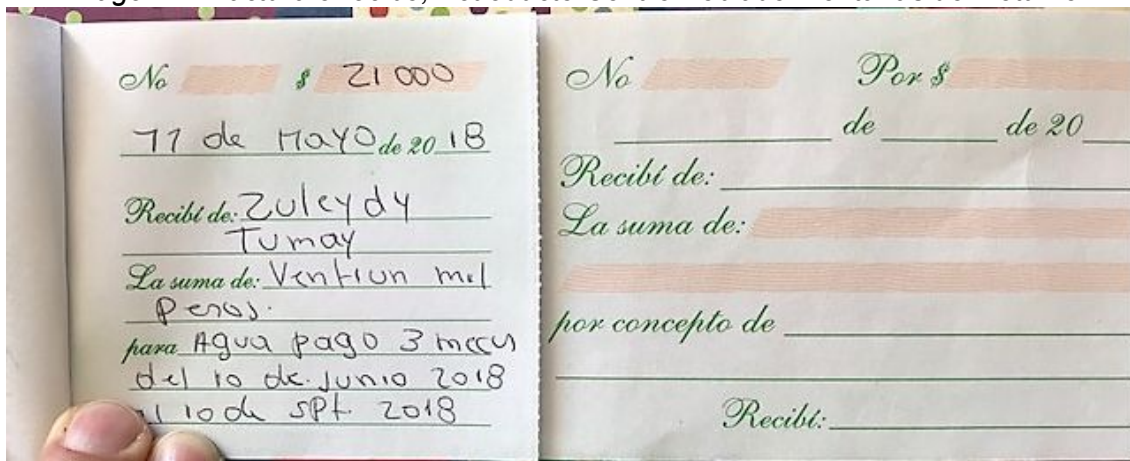 No $ 21 000
11 de Mayo de 20 18
Recibí de: Zuleydy
Tumay
La suma de: Ventiun mil
Pesos.
para Agua pago 3 meses
del 10 de Junio 2018
al 10 de spt. 2018
No Por $
de de 20
Recibí de:
La suma de:
por concepto de
Recibí: